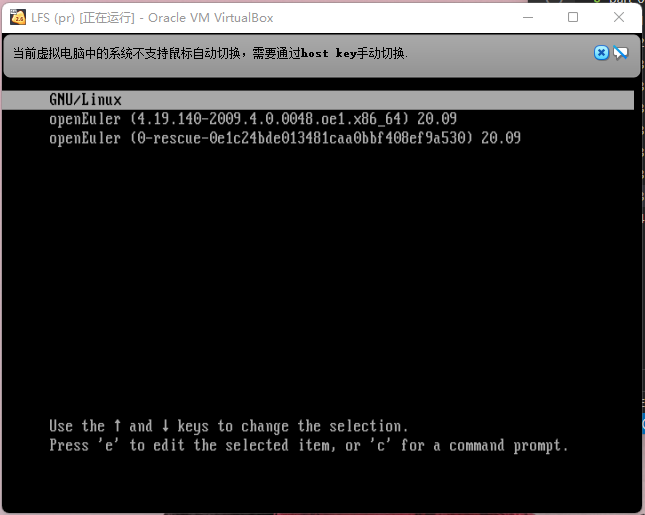 LFS (pr) [正在运行] - Oracle VM VirtualBox
当前虚拟电脑中的系统不支持鼠标自动切换，需要通过host key手动切换.
GNU/Linux
openEuler (4.19.140-2009.4.0.0048.oe1.x86_64) 20.09
openEuler (0-rescue-0e1c24bde013481caa0bbf408ef9a530) 20.09
Use the ↑ and ↓ keys to change the selection.
Press 'e' to edit the selected item, or 'c' for a command prompt.